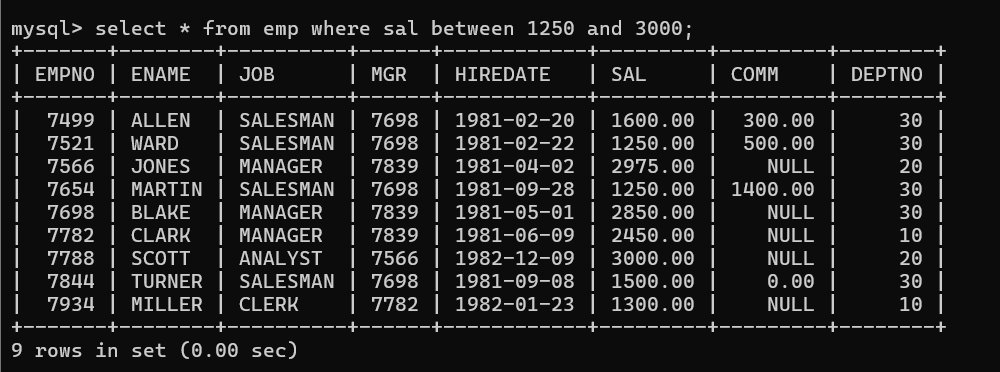 mysql> select * from emp where sal between 1250 and 3000;
+-------+--------+----------+------+------------+---------+---------+--------+
| EMPNO | ENAME  | JOB      | MGR  | HIREDATE   | SAL     | COMM    | DEPTNO |
+-------+--------+----------+------+------------+---------+---------+--------+
|  7499 | ALLEN  | SALESMAN | 7698 | 1981-02-20 | 1600.00 |  300.00 |     30 |
|  7521 | WARD   | SALESMAN | 7698 | 1981-02-22 | 1250.00 |  500.00 |     30 |
|  7566 | JONES  | MANAGER  | 7839 | 1981-04-02 | 2975.00 |    NULL |     20 |
|  7654 | MARTIN | SALESMAN | 7698 | 1981-09-28 | 1250.00 | 1400.00 |     30 |
|  7698 | BLAKE  | MANAGER  | 7839 | 1981-05-01 | 2850.00 |    NULL |     30 |
|  7782 | CLARK  | MANAGER  | 7839 | 1981-06-09 | 2450.00 |    NULL |     10 |
|  7788 | SCOTT  | ANALYST  | 7566 | 1982-12-09 | 3000.00 |    NULL |     20 |
|  7844 | TURNER | SALESMAN | 7698 | 1981-09-08 | 1500.00 |    0.00 |     30 |
|  7934 | MILLER | CLERK    | 7782 | 1982-01-23 | 1300.00 |    NULL |     10 |
+-------+--------+----------+------+------------+---------+---------+--------+
9 rows in set (0.00 sec)